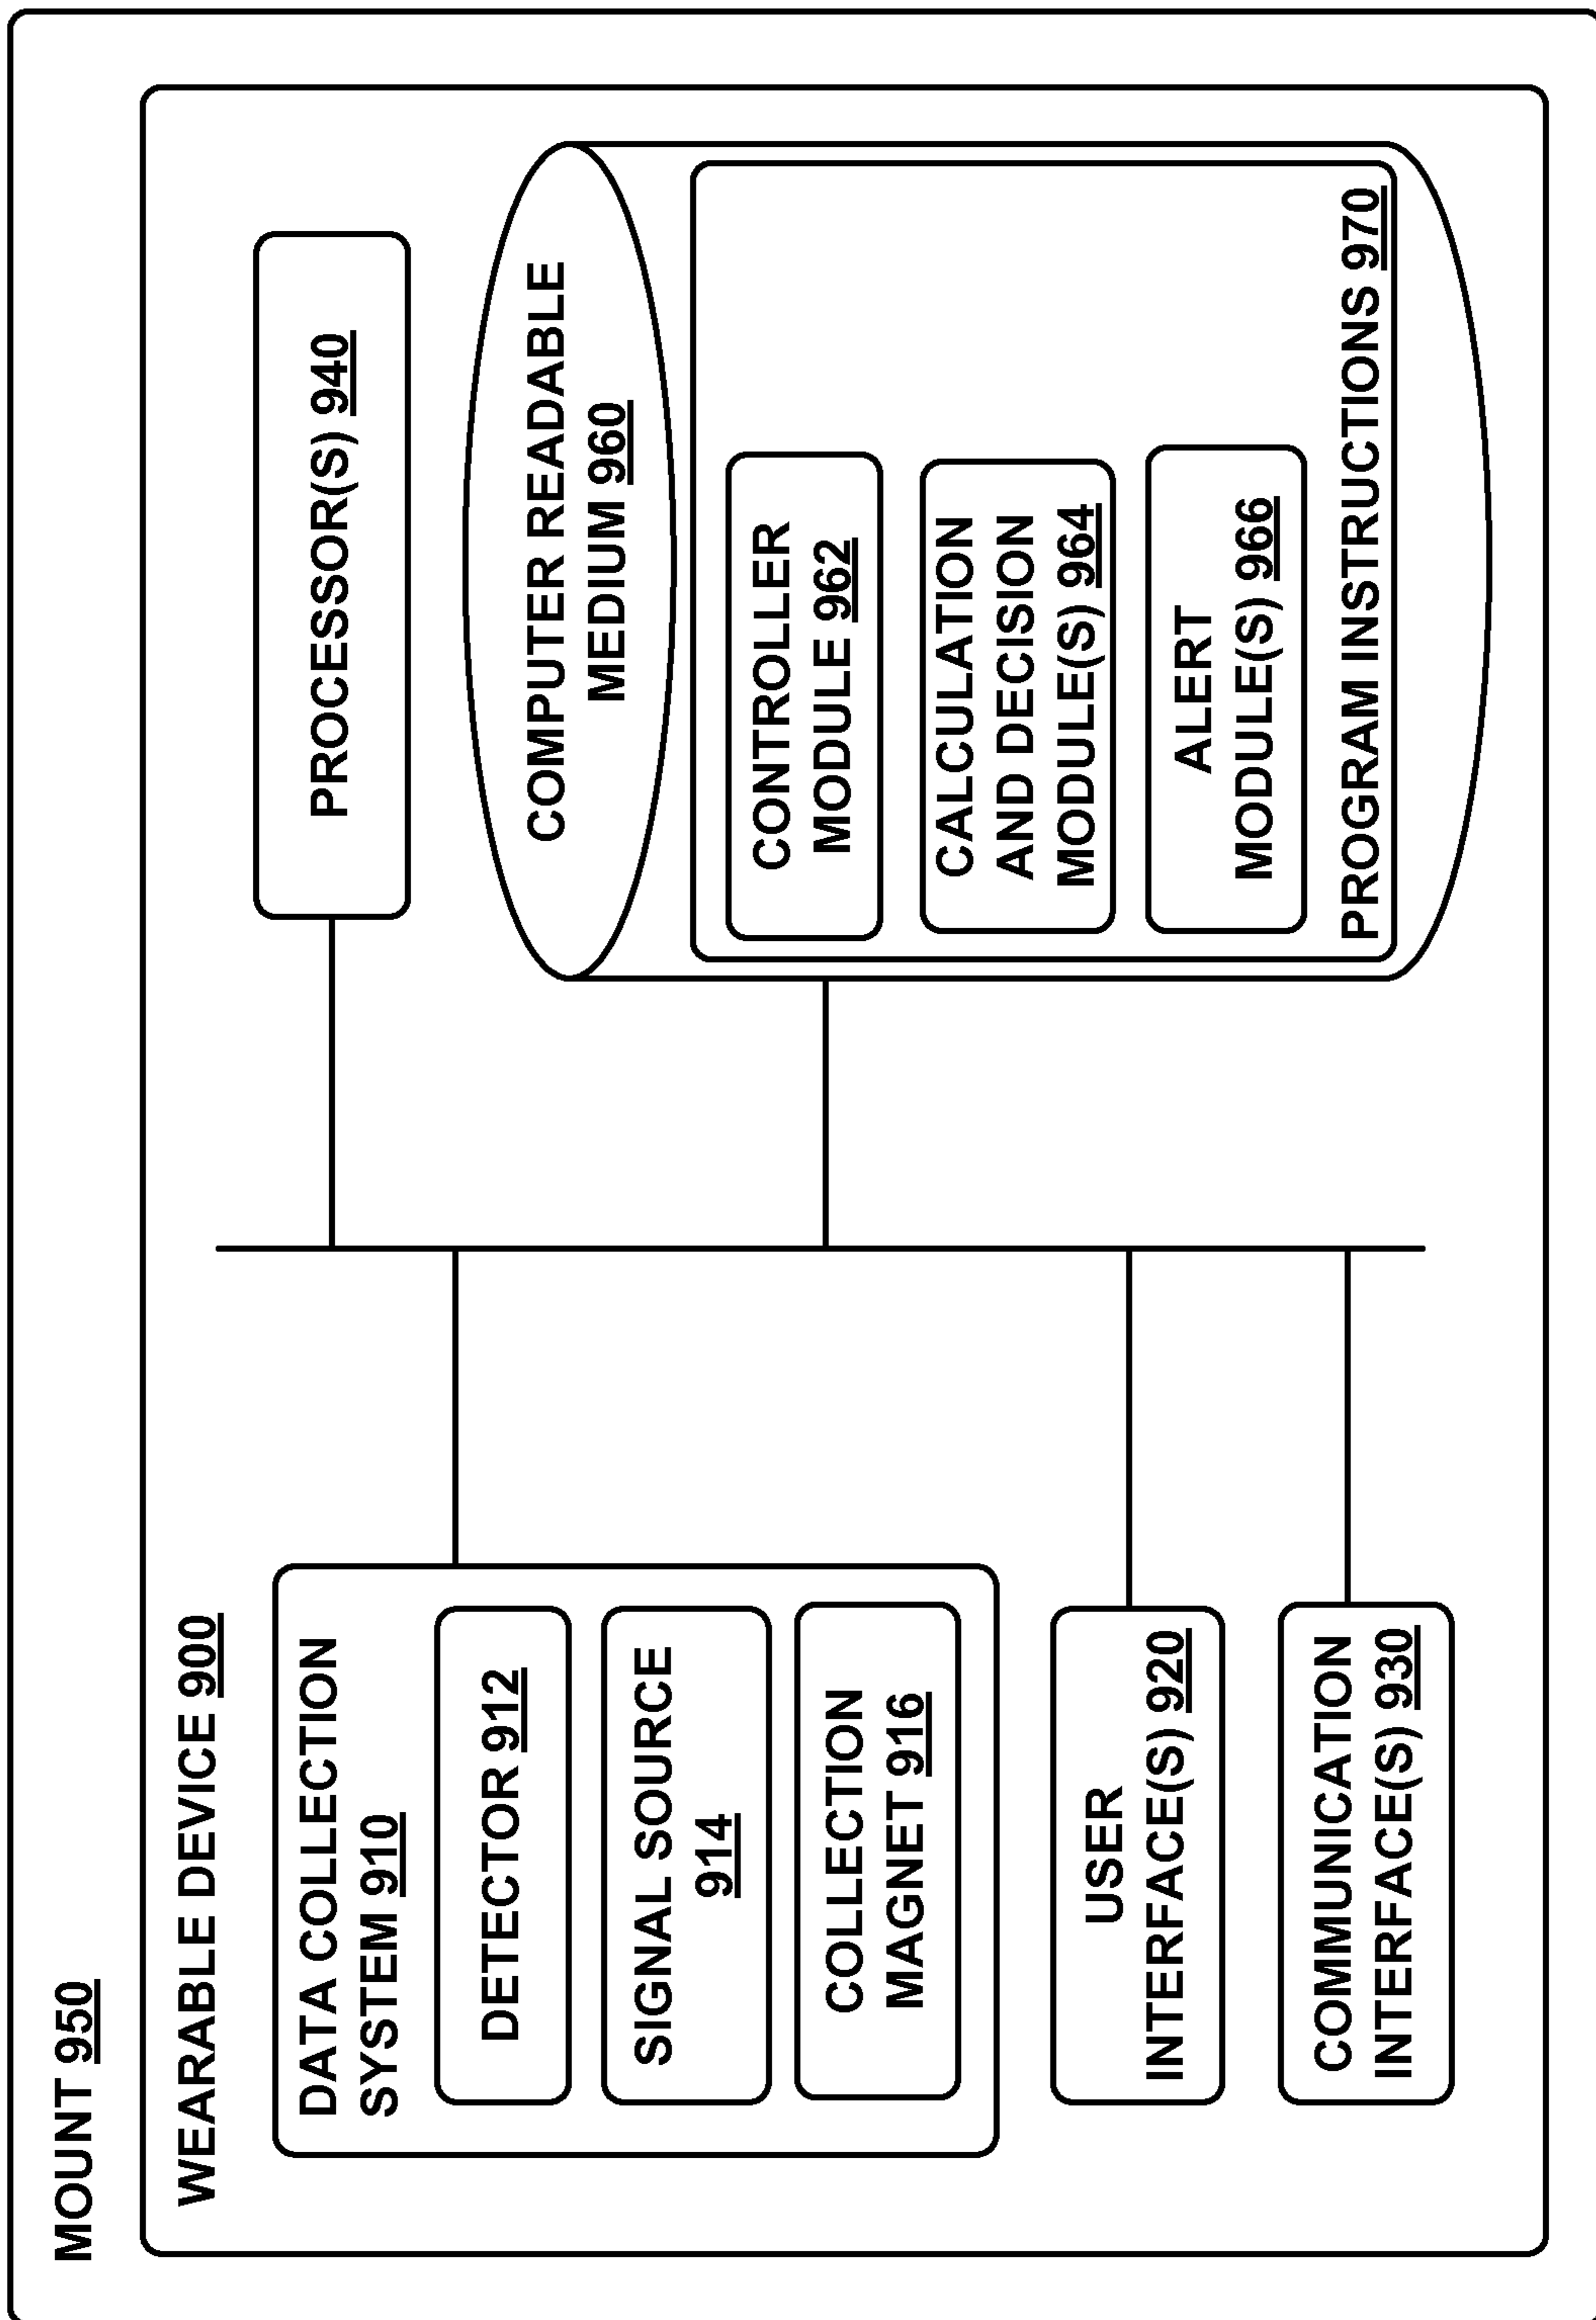 MOUNT 950
WEARABLE DEVICE 900
DATA COLLECTION
SYSTEM 910
DETECTOR 912
SIGNAL SOURCE
914
COLLECTION
MAGNET 916
USER
INTERFACE(S) 920
COMMUNICATION
INTERFACE(S) 930
PROCESSOR(S) 940
COMPUTER READABLE
MEDIUM 960
CONTROLLER
MODULE 962
CALCULATION
AND DECISION
MODULE(S) 964
ALERT
MODULE(S) 966
PROGRAM INSTRUCTIONS 970